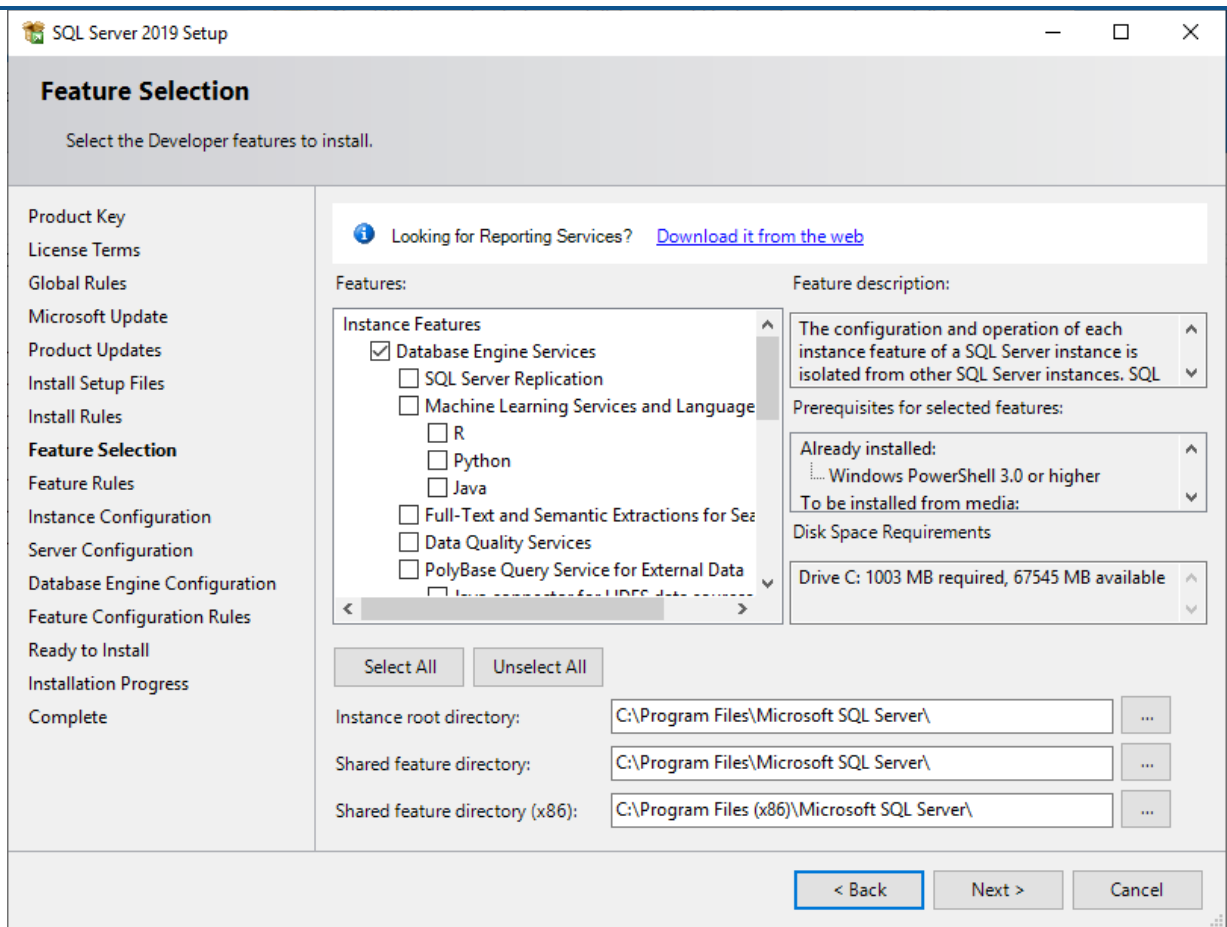 SQL Server 2019 Setup
Feature Selection
Select the Developer features to install.
Product Key
License Terms
Global Rules
Microsoft Update
Product Updates
Install Setup Files
Install Rules
Feature Selection
Feature Rules
Instance Configuration
Server Configuration
Database Engine Configuration
Feature Configuration Rules
Ready to Install
Installation Progress
Complete
Looking for Reporting Services? Download it from the web
Features:
Instance Features
Database Engine Services
SQL Server Replication
Machine Learning Services and Language
R
Python
Java
Full-Text and Semantic Extractions for Sea
Data Quality Services
PolyBase Query Service for External Data
Java connector for HDFS data sources
Feature description:
The configuration and operation of each
instance feature of a SQL Server instance is
isolated from other SQL Server instances. SQL
Prerequisites for selected features:
Already installed:
Windows PowerShell 3.0 or higher
To be installed from media:
Disk Space Requirements
Drive C: 1003 MB required, 67545 MB available
Select All
Unselect All
Instance root directory: C:\Program Files\Microsoft SQL Server\ ...
Shared feature directory: C:\Program Files\Microsoft SQL Server\ ...
Shared feature directory (x86): C:\Program Files (x86)\Microsoft SQL Server\ ...
< Back
Next >
Cancel